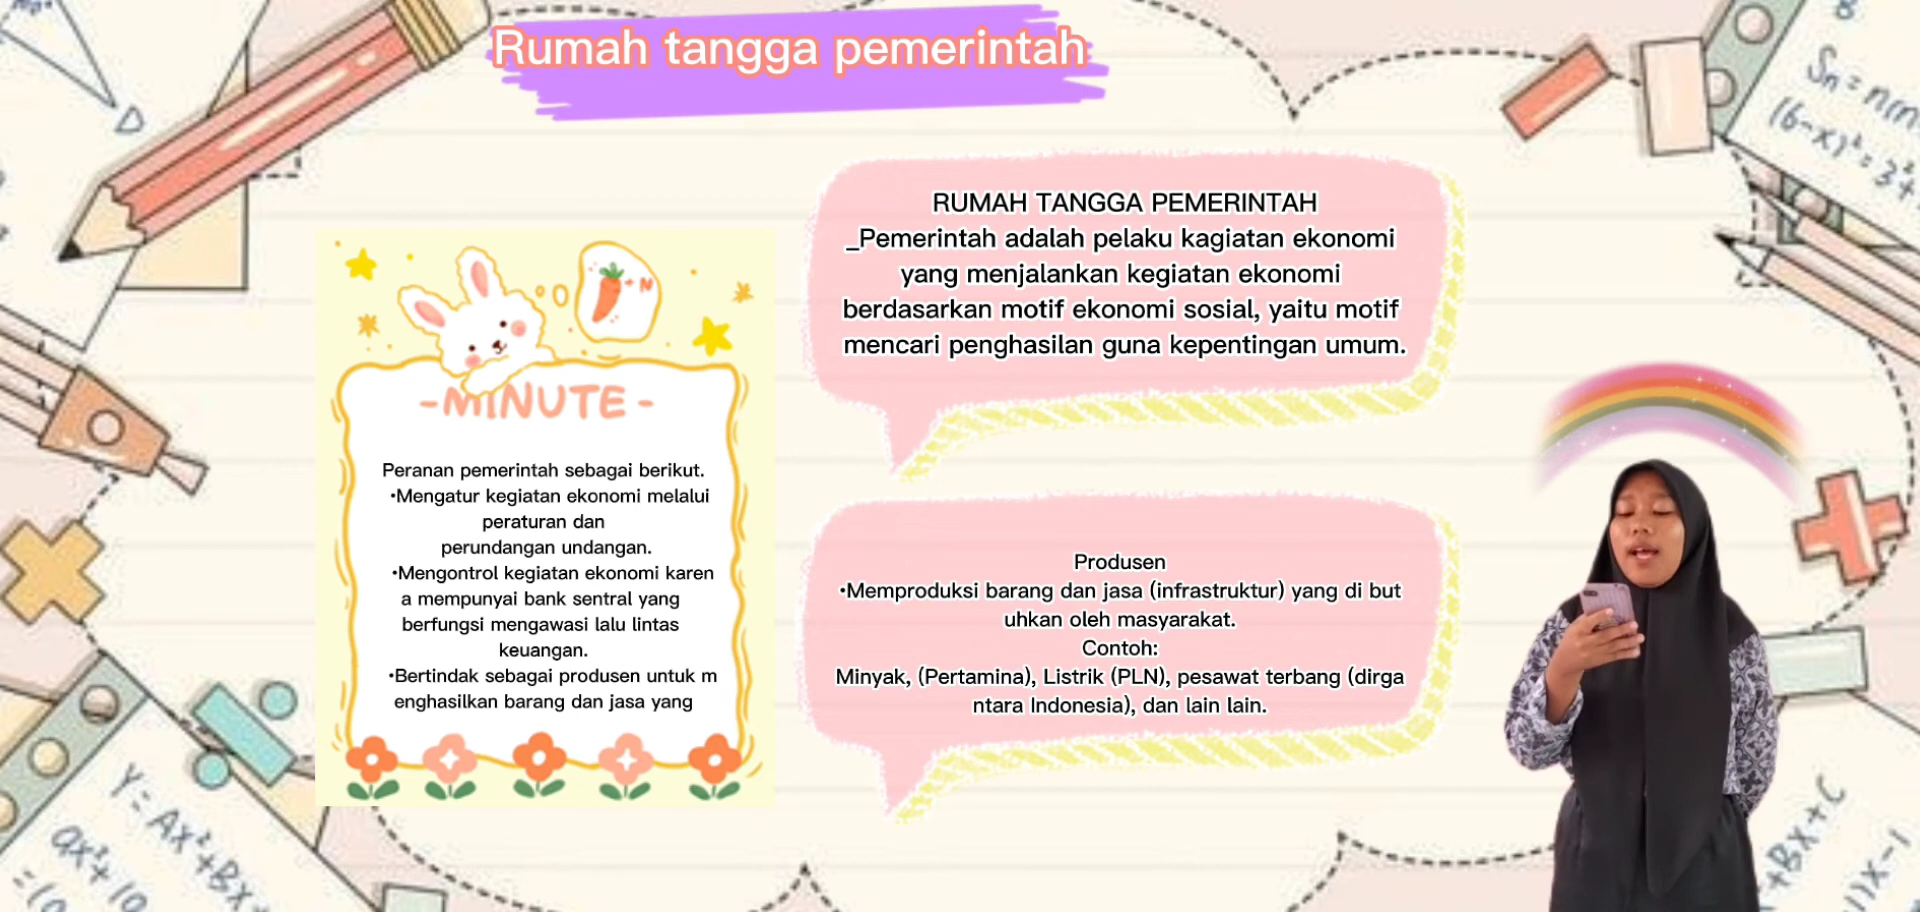 Rumah tangga pemerintah
RUMAH TANGGA PEMERINTAH
_Pemerintah adalah pelaku kagiatan ekonomi
yang menjalankan kegiatan ekonomi
berdasarkan motif ekonomi sosial, yaitu motif
mencari penghasilan guna kepentingan umum.
-MINUTE-
Peranan pemerintah sebagai berikut.
•Mengatur kegiatan ekonomi melalui
peraturan dan
perundangan undangan.
•Mengontrol kegiatan ekonomi karen
a mempunyai bank sentral yang
berfungsi mengawasi lalu lintas
keuangan.
•Bertindak sebagai produsen untuk m
enghasilkan barang dan jasa yang
Produsen
•Memproduksi barang dan jasa (infrastruktur) yang di but
uhkan oleh masyarakat.
Contoh:
Minyak, (Pertamina), Listrik (PLN), pesawat terbang (dirga
ntara Indonesia), dan lain lain.
D
+ N
Y = Ax²+Bx+
ax²+10
+Bx+C